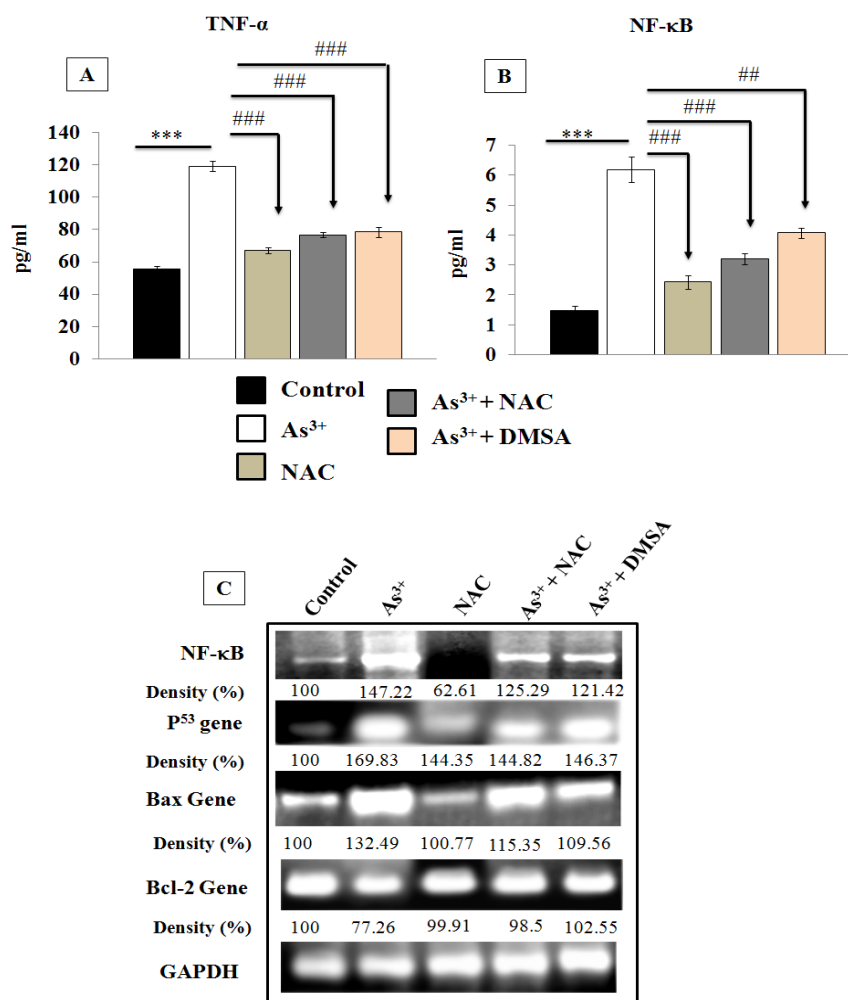 TNF-α
NF-κB
A
B
###
###
###
***
##
###
###
***
140
120
100
80
60
40
20
0
pg/ml
7
6
5
4
3
2
1
0
pg/ml
Control
As³⁺
NAC
As³⁺ + NAC
As³⁺ + DMSA
C
Control
As³⁺
NAC
As³⁺ + NAC
As³⁺ + DMSA
NF-κB
Density (%) 100 147.22 62.61 125.29 121.42
P⁵³ gene
Density (%) 100 169.83 144.35 144.82 146.37
Bax Gene
Density (%) 100 132.49 100.77 115.35 109.56
Bcl-2 Gene
Density (%) 100 77.26 99.91 98.5 102.55
GAPDH